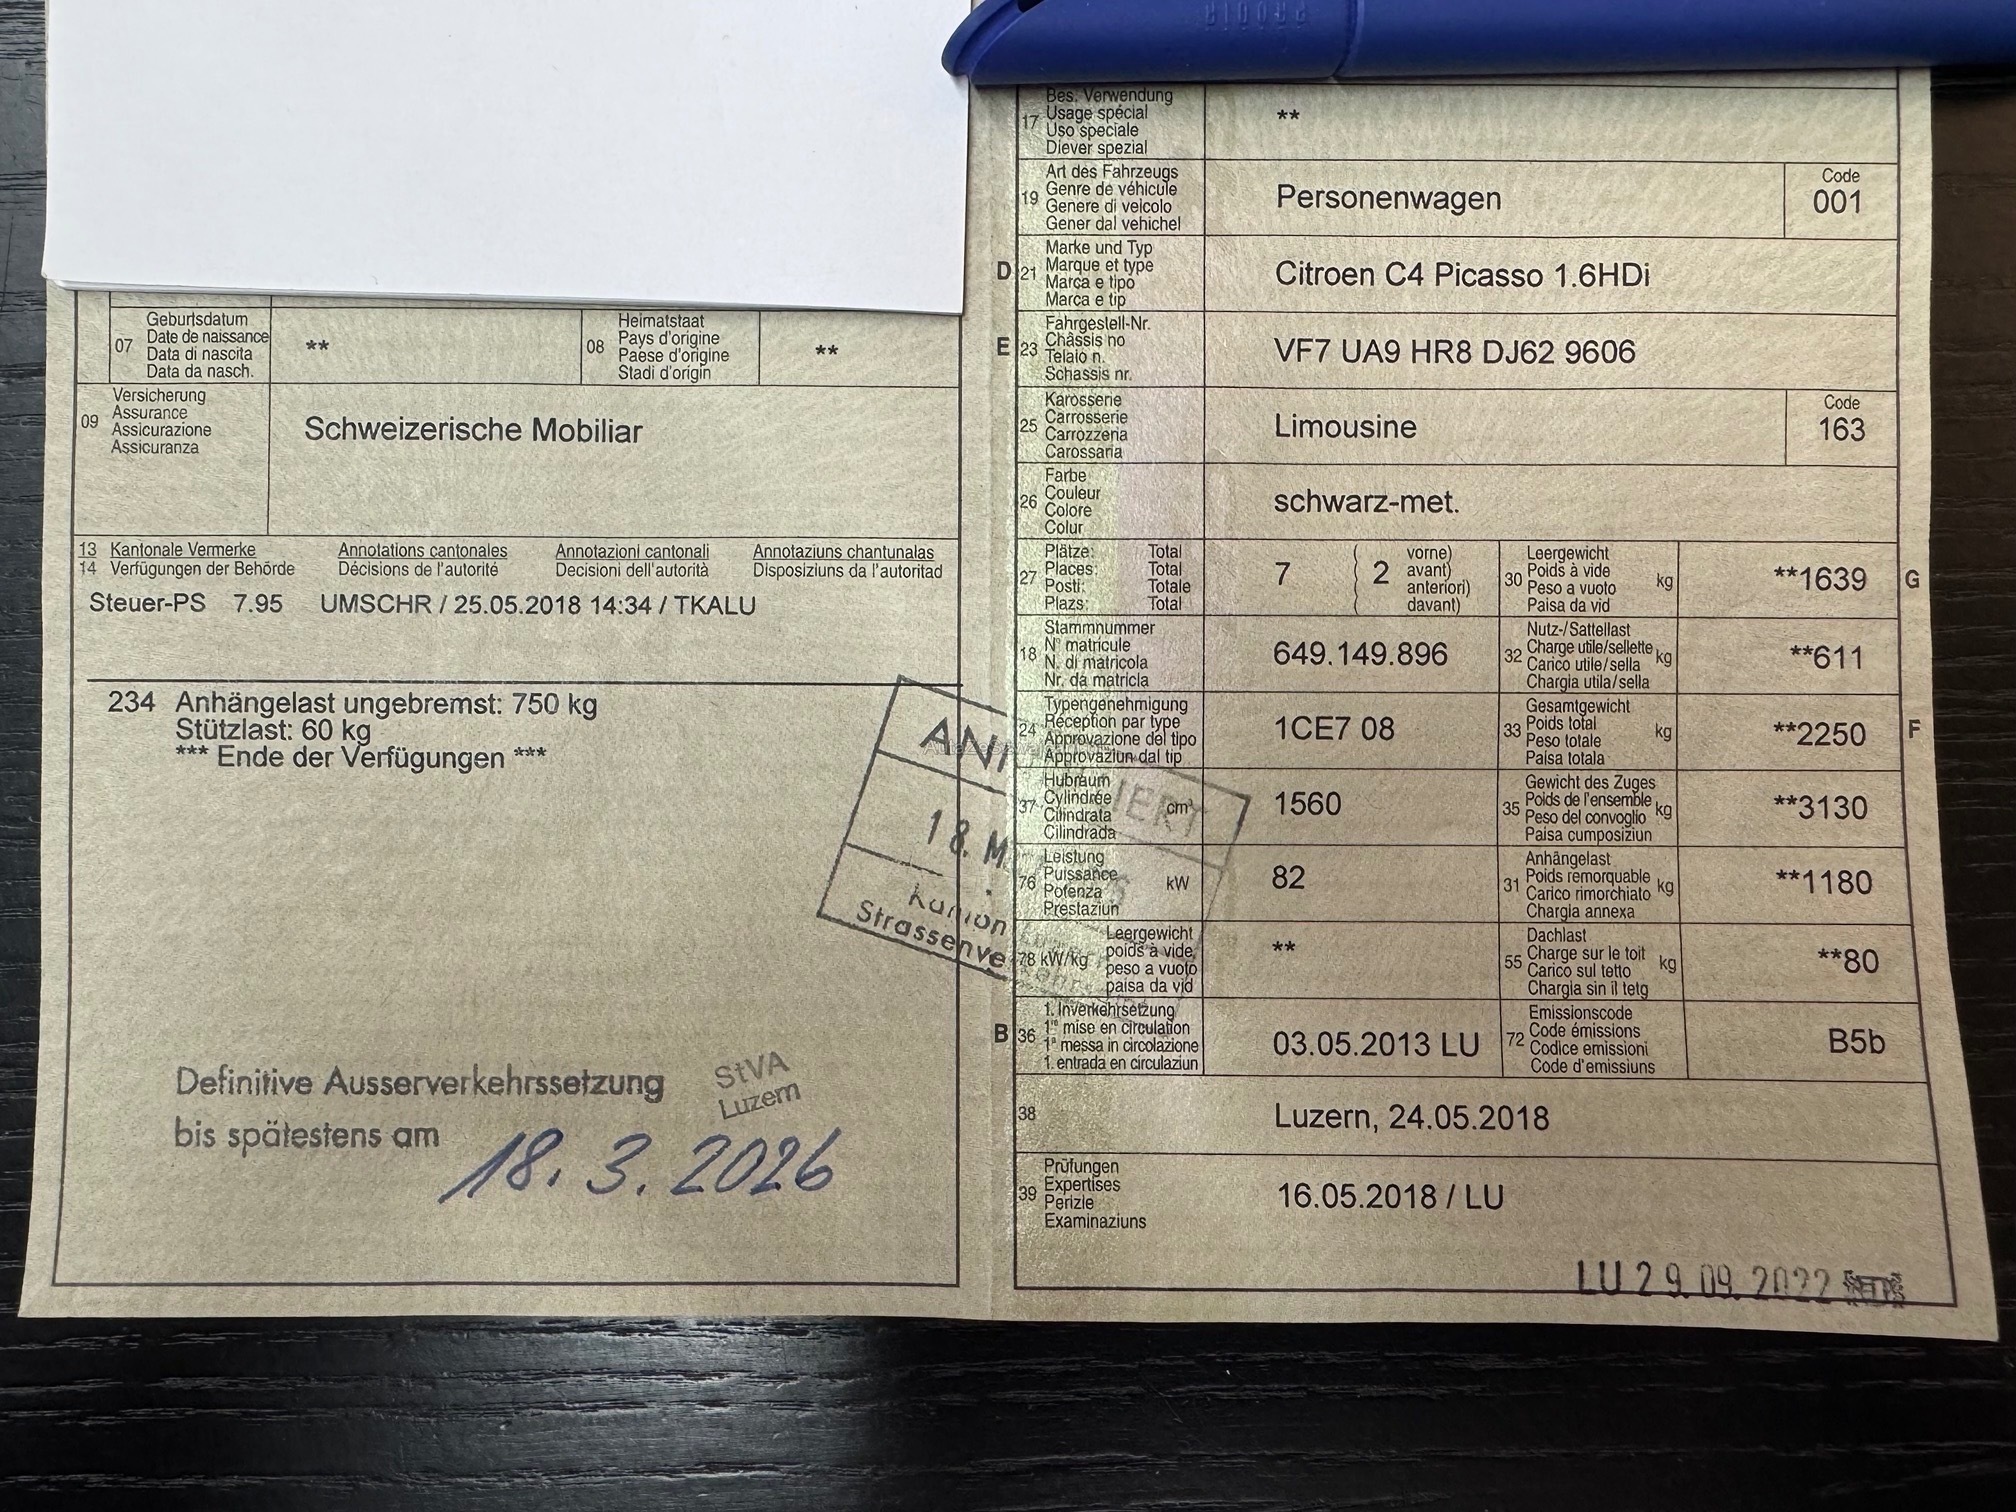 PRODIR
07
Geburtsdatum
Date de naissance
Data di nascita
Data da nasch.
**
08
Heimatstaat
Pays d'origine
Paese d'origine
Stadi d'origin
**
09
Versicherung
Assurance
Assicurazione
Assicuranza
Schweizerische Mobiliar
13 Kantonale Vermerke Annotations cantonales Annotazioni cantonali Annotaziuns chantunalas
14 Verfügungen der Behörde Décisions de l'autorité Decisioni dell'autorità Disposiziuns da l'autoritad
Steuer-PS 7.95 UMSCHR / 25.05.2018 14:34 / TKALU
234 Anhängelast ungebremst: 750 kg
Stützlast: 60 kg
*** Ende der Verfügungen ***
18. M
Kanton
Definitive Ausserverkehrssetzung
bis spätestens am
StVA
Luzern
18. 3. 2026
17
Bes. Verwendung
Usage spécial
Uso speciale
Diever spezial
**
19
Art des Fahrzeugs
Genre de véhicule
Genere di veicolo
Gener dal vehichel
Personenwagen
Code
001
D 21
Marke und Typ
Marque et type
Marca e tipo
Marca e tip
Citroen C4 Picasso 1.6HDi
E 23
Fahrgestell-Nr.
Châssis no
Telaio n.
Schassis nr.
VF7 UA9 HR8 DJ62 9606
25
Karosserie
Carrosserie
Carrozzeria
Carossaria
Limousine
Code
163
26
Farbe
Couleur
Colore
Colur
schwarz-met.
27
Plätze: Total
Places: Total
Posti: Totale
Plazs: Total
7
( 2 vorne)
( avant)
( anteriori)
( davant)
30
Leergewicht
Poids à vide
Peso a vuoto
Paisa da vid
kg
**1639
G
18
Stammnummer
N° matricule
N. di matricola
Nr. da matricla
649.149.896
32
Nutz-/Sattellast
Charge utile/sellette
Carico utile/sella
Chargia utila/sella
kg
**611
24
Typengenehmigung
Réception par type
Approvazione del tipo
Approvaziun dal tip
1CE7 08
33
Gesamtgewicht
Poids total
Peso totale
Paisa totala
kg
**2250
F
37
Hubraum
Cylindrée
Cilindrata
Cilindrada
cm³
1560
35
Gewicht des Zuges
Poids de l'ensemble
Peso del convoglio
Paisa cumposiziun
kg
**3130
76
Leistung
Puissance
Potenza
Prestaziun
kW
82
31
Anhängelast
Poids remorquable
Carico rimorchiato
Chargia annexa
kg
**1180
78 kW/kg
Leergewicht
poids à vide
peso a vuoto
paisa da vid
**
55
Dachlast
Charge sur le toit
Carico sul tetto
Chargia sin il tetg
kg
**80
B 36
1. Inverkehrsetzung
1re mise en circulation
1a messa in circolazione
1. entrada en circulaziun
03.05.2013 LU
72
Emissionscode
Code émissions
Codice emissioni
Code d'emissiuns
B5b
38
Luzern, 24.05.2018
39
Prüfungen
Expertises
Perizie
Examinaziuns
16.05.2018 / LU
LU 29.09.2022